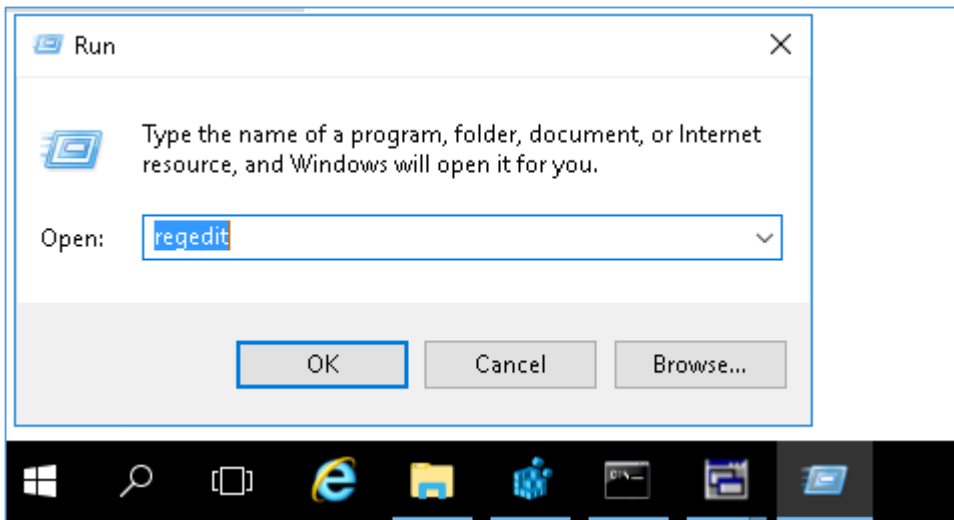 Run
Type the name of a program, folder, document, or Internet
resource, and Windows will open it for you.
Open: regedit
OK Cancel Browse...